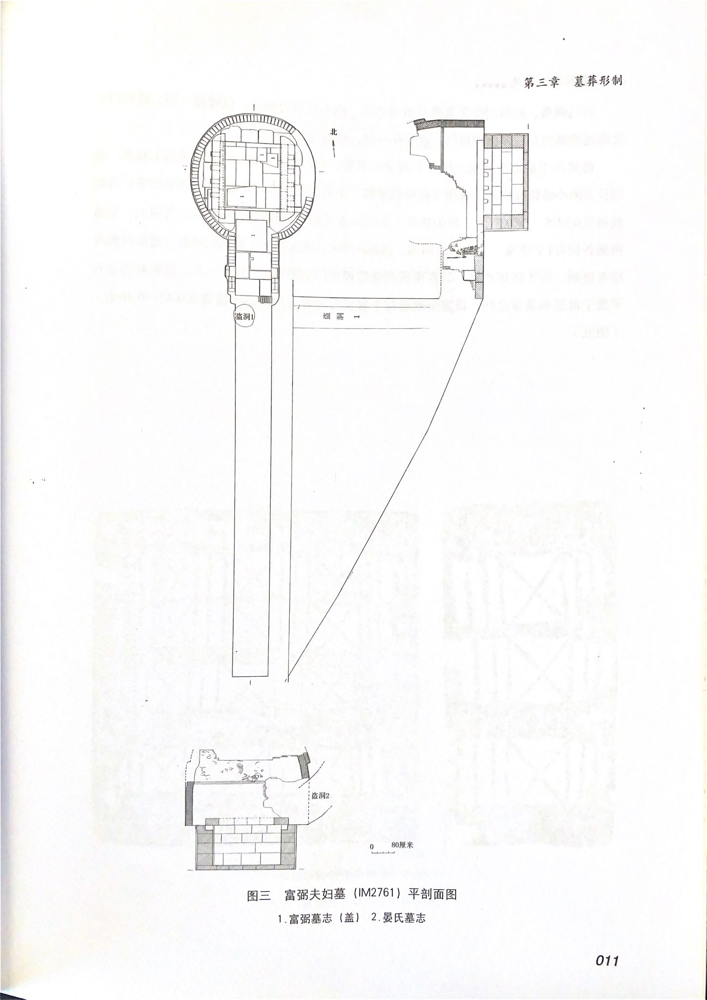 第三章 墓葬形制
北
1
1
1
1
盗洞1
盗洞1
盗洞2
0 80厘米
图三 富弼夫妇墓(IM2761)平剖面图
1.富弼墓志(盖) 2.晏氏墓志
011